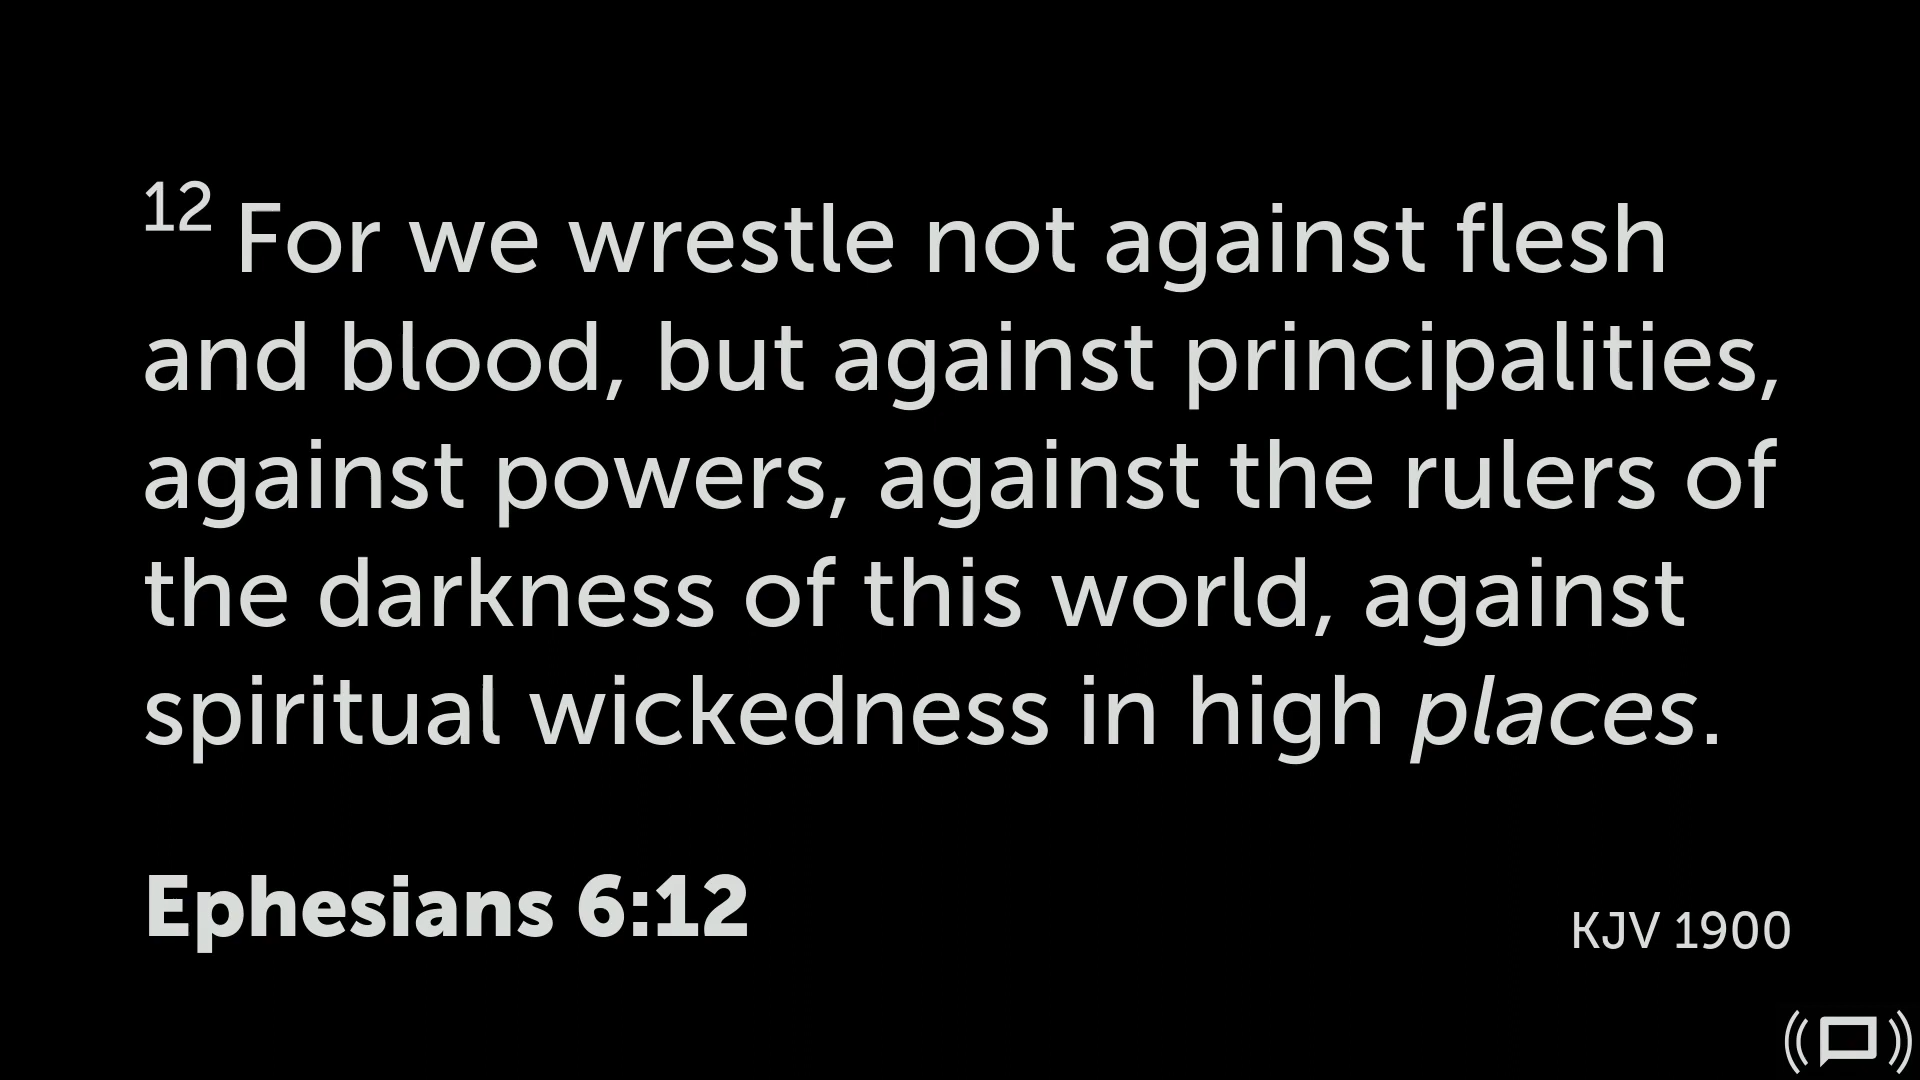 12 For we wrestle not against flesh
and blood, but against principalities,
against powers, against the rulers of
the darkness of this world, against
spiritual wickedness in high places.
Ephesians 6:12
KJV 1900